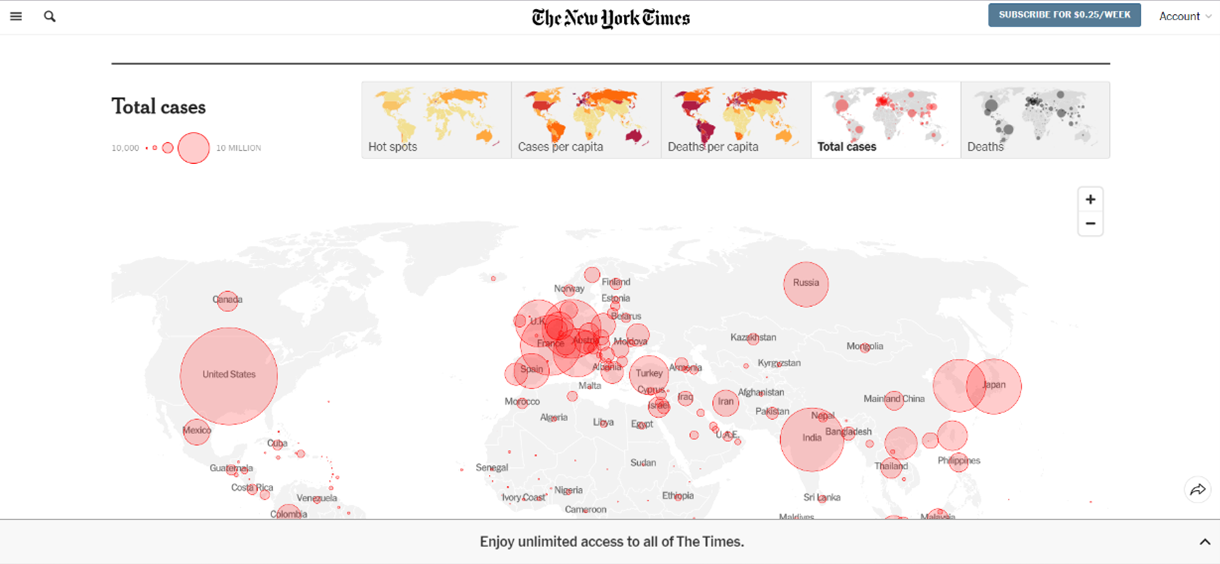 The New York Times
SUBSCRIBE FOR $0.25/WEEK
Account
Total cases
10,000
10 MILLION
Hot spots
Cases per capita
Deaths per capita
Total cases
Deaths
+
−
Russia
Norway
Finland
Estonia
Canada
U.K.
Belarus
France
Austria
Moldova
Kazakhstan
Mongolia
United States
Spain
Albania
Turkey
Armenia
Kyrgyzstan
Japan
Malta
Cyprus
Morocco
Israel
Iraq
Iran
Afghanistan
Mainland China
Mexico
Algeria
Libya
Egypt
Pakistan
Nepal
Cuba
U.A.E.
India
Bangladesh
Guatemala
Senegal
Sudan
Thailand
Philippines
Costa Rica
Venezuela
Ivory Coast
Nigeria
Ethiopia
Sri Lanka
Colombia
Cameroon
Maldives
Malaysia
Enjoy unlimited access to all of The Times.